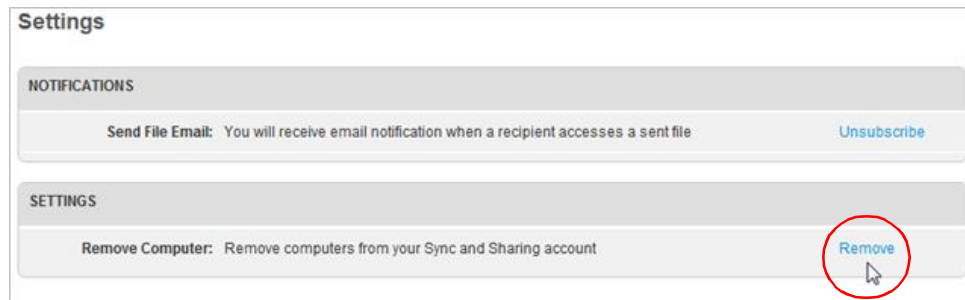 Settings
NOTIFICATIONS
Send File Email: You will receive email notification when a recipient accesses a sent file Unsubscribe
SETTINGS
Remove Computer: Remove computers from your Sync and Sharing account Remove